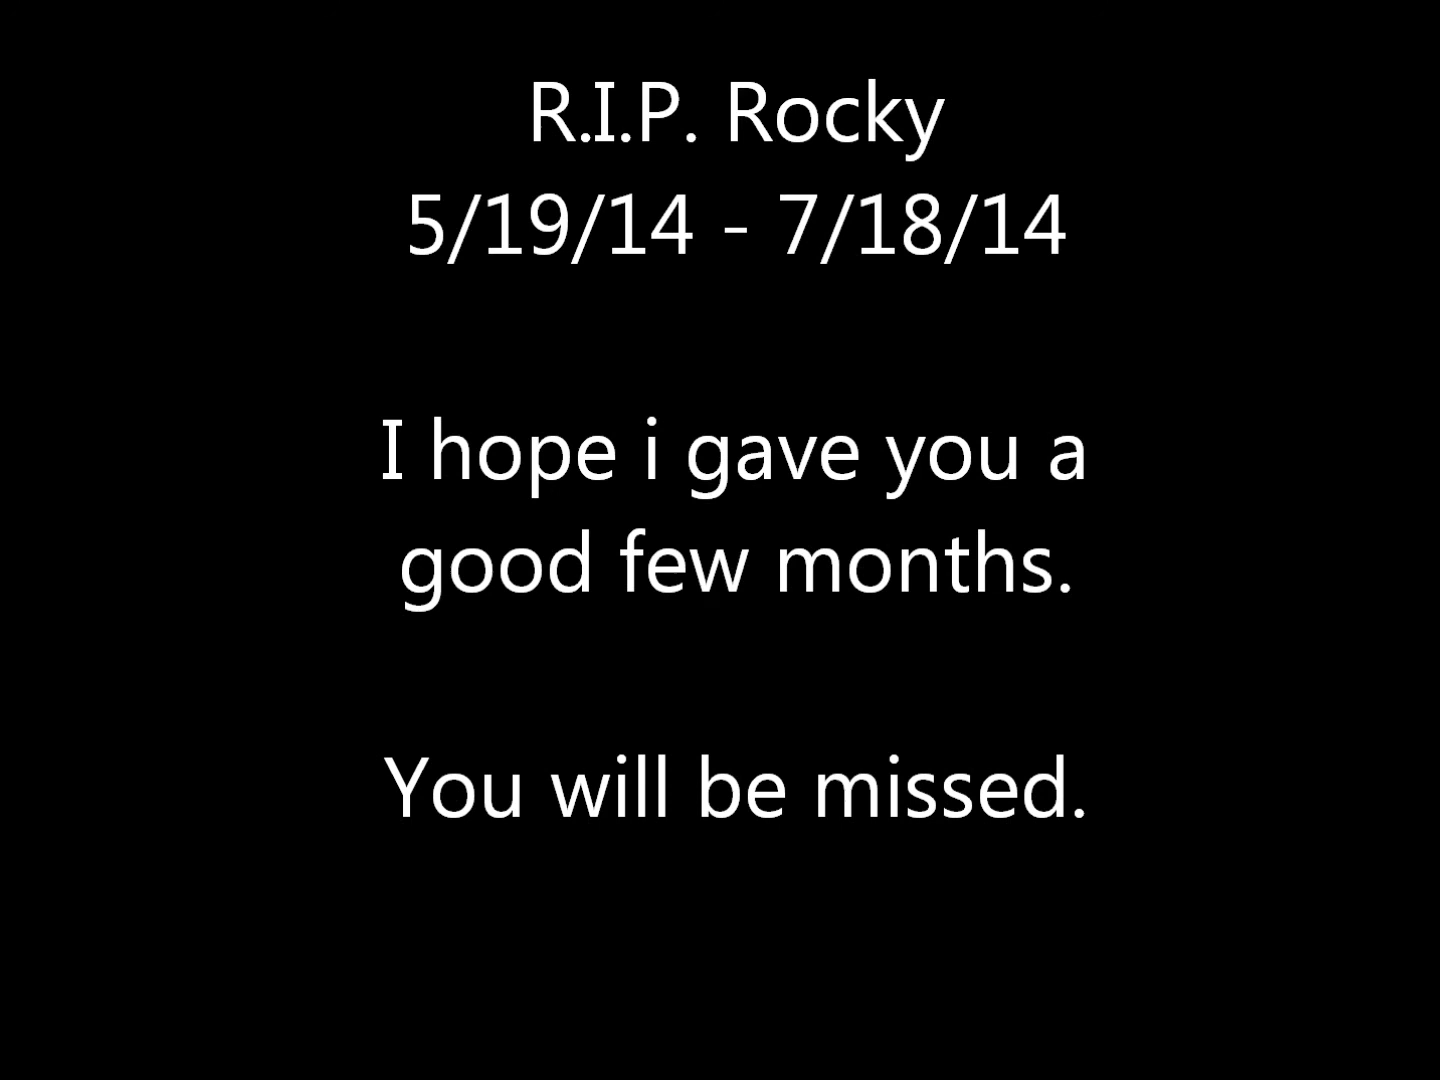 R.I.P. Rocky
5/19/14 - 7/18/14
I hope i gave you a
good few months.
You will be missed.